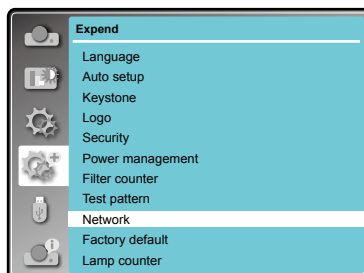 Expend
Language
Auto setup
Keystone
Logo
Security
Power management
Filter counter
Test pattern
Network
Factory default
Lamp counter